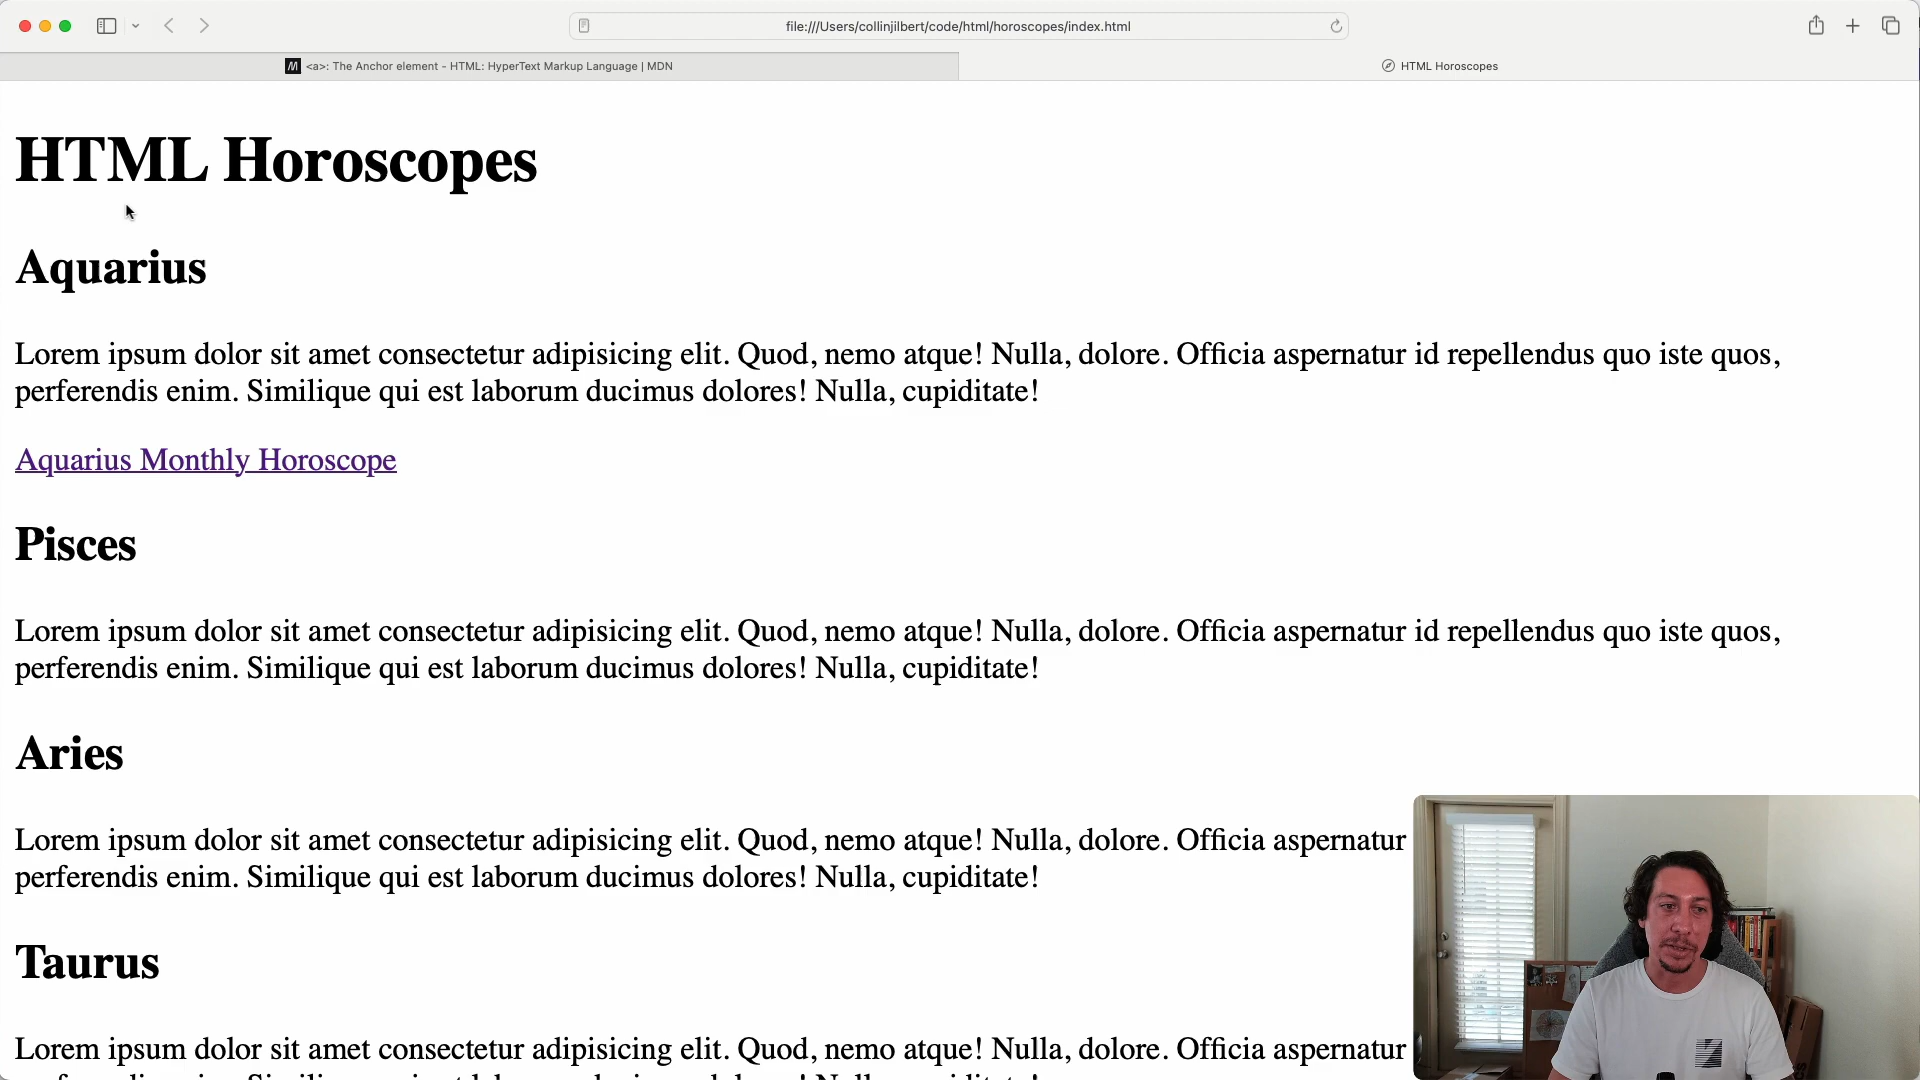 file:///Users/collinjilbert/code/html/horoscopes/index.html
<a>: The Anchor element - HTML: HyperText Markup Language | MDN
HTML Horoscopes
HTML Horoscopes
Aquarius
Lorem ipsum dolor sit amet consectetur adipisicing elit. Quod, nemo atque! Nulla, dolore. Officia aspernatur id repellendus quo iste quos,
perferendis enim. Similique qui est laborum ducimus dolores! Nulla, cupiditate!
Aquarius Monthly Horoscope
Pisces
Lorem ipsum dolor sit amet consectetur adipisicing elit. Quod, nemo atque! Nulla, dolore. Officia aspernatur id repellendus quo iste quos,
perferendis enim. Similique qui est laborum ducimus dolores! Nulla, cupiditate!
Aries
Lorem ipsum dolor sit amet consectetur adipisicing elit. Quod, nemo atque! Nulla, dolore. Officia aspernatur
perferendis enim. Similique qui est laborum ducimus dolores! Nulla, cupiditate!
Taurus
Lorem ipsum dolor sit amet consectetur adipisicing elit. Quod, nemo atque! Nulla, dolore. Officia aspernatur